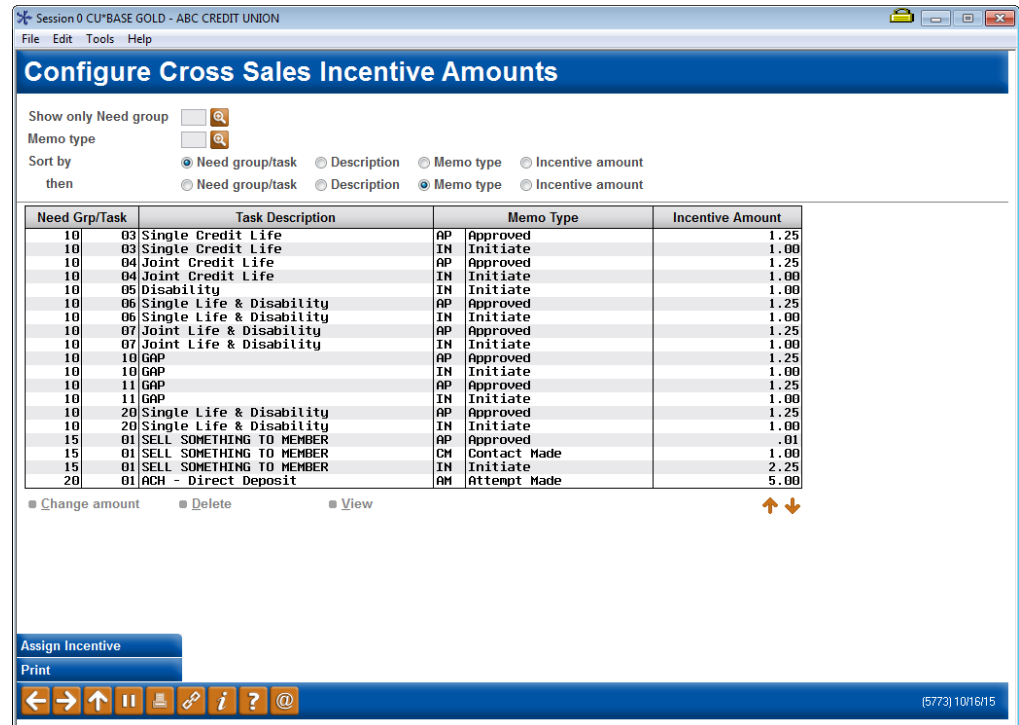 Session 0 CU*BASE GOLD - ABC CREDIT UNION
File Edit Tools Help
Configure Cross Sales Incentive Amounts
Show only Need group
Memo type
Sort by Need group/task Description Memo type Incentive amount
then Need group/task Description Memo type Incentive amount
Need Grp/Task Task Description Memo Type Incentive Amount
10 03 Single Credit Life AP Approved 1.25
10 03 Single Credit Life IN Initiate 1.00
10 04 Joint Credit Life AP Approved 1.25
10 04 Joint Credit Life IN Initiate 1.00
10 05 Disability IN Initiate 1.00
10 06 Single Life & Disability AP Approved 1.25
10 06 Single Life & Disability IN Initiate 1.00
10 07 Joint Life & Disability AP Approved 1.25
10 07 Joint Life & Disability IN Initiate 1.00
10 10 GAP AP Approved 1.25
10 10 GAP IN Initiate 1.00
10 11 GAP AP Approved 1.25
10 11 GAP IN Initiate 1.00
10 20 Single Life & Disability AP Approved 1.25
10 20 Single Life & Disability IN Initiate 1.00
15 01 SELL SOMETHING TO MEMBER AP Approved .01
15 01 SELL SOMETHING TO MEMBER CM Contact Made 1.00
15 01 SELL SOMETHING TO MEMBER IN Initiate 2.25
20 01 ACH - Direct Deposit AM Attempt Made 5.00
Change amount Delete View
Assign Incentive
Print
i ? @ (5773) 10/16/15